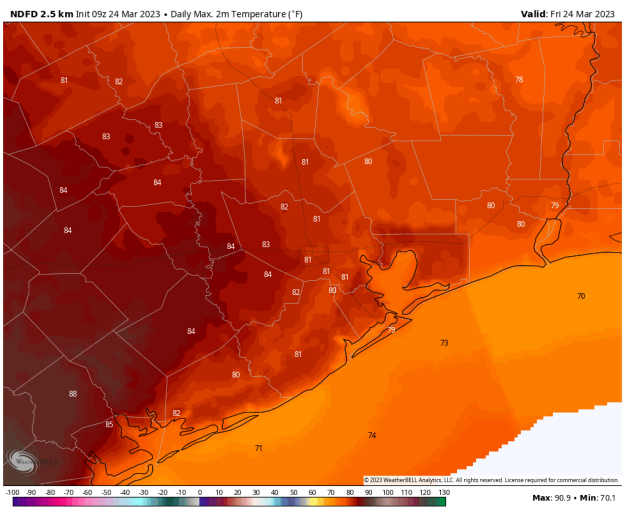 NDFD 2.5 km Init 09z 24 Mar 2023 • Daily Max. 2m Temperature (°F) Valid: Fri 24 Mar 2023
81 82 78
81
83 83
81 80
84 84
82 80 79
81 80
84
84 83
81
84 81 81
82 80 70
84 79
73
81
80
88
82
85
74
71
WeatherBELL
© 2023 WeatherBELL Analytics, LLC. All rights reserved. License required for commercial distribution.
-100 -90 -80 -70 -60 -50 -40 -30 -20 -10 0 10 20 30 40 50 60 70 80 90 100 110 120 130
Max: 90.9 • Min: 70.1